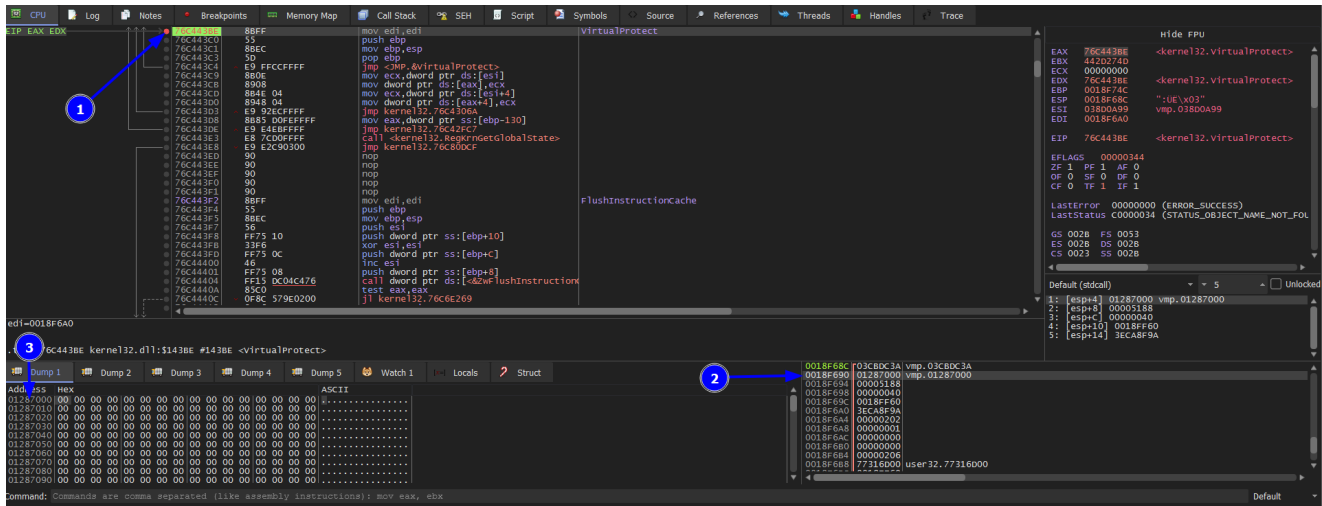 CPU Log Notes Breakpoints Memory Map Call Stack SEH Script Symbols Source References Threads Handles Trace
EIP EAX EDX 76C443BE 8BFF mov edi,edi VirtualProtect
76C443C0 55 push ebp
76C443C1 8BEC mov ebp,esp
76C443C3 5D pop ebp
76C443C4 E9 FFCCFFFF jmp <JMP.&VirtualProtect>
76C443C9 8B0E mov ecx,dword ptr ds:[esi]
76C443CB 8908 mov dword ptr ds:[eax],ecx
76C443CD 8B4E 04 mov ecx,dword ptr ds:[esi+4]
76C443D0 8948 04 mov dword ptr ds:[eax+4],ecx
76C443D3 E9 92ECFFFF jmp kernel32.76C4306A
76C443D8 8B85 D0FEFFFF mov eax,dword ptr ss:[ebp-130]
76C443DE E9 E4EBFFFF jmp kernel32.76C42FC7
76C443E3 E8 7CD0FFFF call <kernel32.RegKrnGetGlobalState>
76C443E8 E9 E2C90300 jmp kernel32.76C80DCF
76C443ED 90 nop
76C443EE 90 nop
76C443EF 90 nop
76C443F0 90 nop
76C443F1 90 nop
76C443F2 8BFF mov edi,edi FlushInstructionCache
76C443F4 55 push ebp
76C443F5 8BEC mov ebp,esp
76C443F7 56 push esi
76C443F8 FF75 10 push dword ptr ss:[ebp+10]
76C443FB 33F6 xor esi,esi
76C443FD FF75 0C push dword ptr ss:[ebp+C]
76C44400 46 inc esi
76C44401 FF75 08 push dword ptr ss:[ebp+8]
76C44404 FF15 DC04C476 call dword ptr ds:[<&ZwFlushInstruction
76C4440A 85C0 test eax,eax
76C4440C 0F8C 579E0200 jl kernel32.76C6E269
1
Hide FPU
EAX 76C443BE <kernel32.VirtualProtect>
EBX 442D274D
ECX 00000000
EDX 76C443BE <kernel32.VirtualProtect>
EBP 0018F74C
ESP 0018F68C ":ÜË\x03"
ESI 038D0A99 vmp.038D0A99
EDI 0018F6A0
EIP 76C443BE <kernel32.VirtualProtect>
EFLAGS 00000344
ZF 1 PF 1 AF 0
OF 0 SF 0 DF 0
CF 0 TF 1 IF 1
LastError 00000000 (ERROR_SUCCESS)
LastStatus C0000034 (STATUS_OBJECT_NAME_NOT_FOL
GS 002B FS 0053
ES 002B DS 002B
CS 0023 SS 002B
Default (stdcall) 5 Unlocked
1: [esp+4] 01287000 vmp.01287000
2: [esp+8] 00005188
3: [esp+C] 00000040
4: [esp+10] 0018FF60
5: [esp+14] 3ECA8F9A
edi=0018F6A0
76C443BE kernel32.dll:$143BE #143BE <VirtualProtect>
3
Dump 1 Dump 2 Dump 3 Dump 4 Dump 5 Watch 1 Locals Struct
Address Hex ASCII
01287000 00 00 00 00 00 00 00 00 00 00 00 00 00 00 00 00 ................
01287010 00 00 00 00 00 00 00 00 00 00 00 00 00 00 00 00 ................
01287020 00 00 00 00 00 00 00 00 00 00 00 00 00 00 00 00 ................
01287030 00 00 00 00 00 00 00 00 00 00 00 00 00 00 00 00 ................
01287040 00 00 00 00 00 00 00 00 00 00 00 00 00 00 00 00 ................
01287050 00 00 00 00 00 00 00 00 00 00 00 00 00 00 00 00 ................
01287060 00 00 00 00 00 00 00 00 00 00 00 00 00 00 00 00 ................
01287070 00 00 00 00 00 00 00 00 00 00 00 00 00 00 00 00 ................
01287080 00 00 00 00 00 00 00 00 00 00 00 00 00 00 00 00 ................
01287090 00 00 00 00 00 00 00 00 00 00 00 00 00 00 00 00 ................
2
0018F68C 03CBDC3A vmp.03CBDC3A
0018F690 01287000 vmp.01287000
0018F694 00005188
0018F698 00000040
0018F69C 0018FF60
0018F6A0 3ECA8F9A
0018F6A4 00000202
0018F6A8 00000001
0018F6AC 00000000
0018F6B0 00000000
0018F6B4 00000206
0018F6B8 77316D00 user32.77316D00
Command: Commands are comma separated (like assembly instructions): mov eax, ebx Default